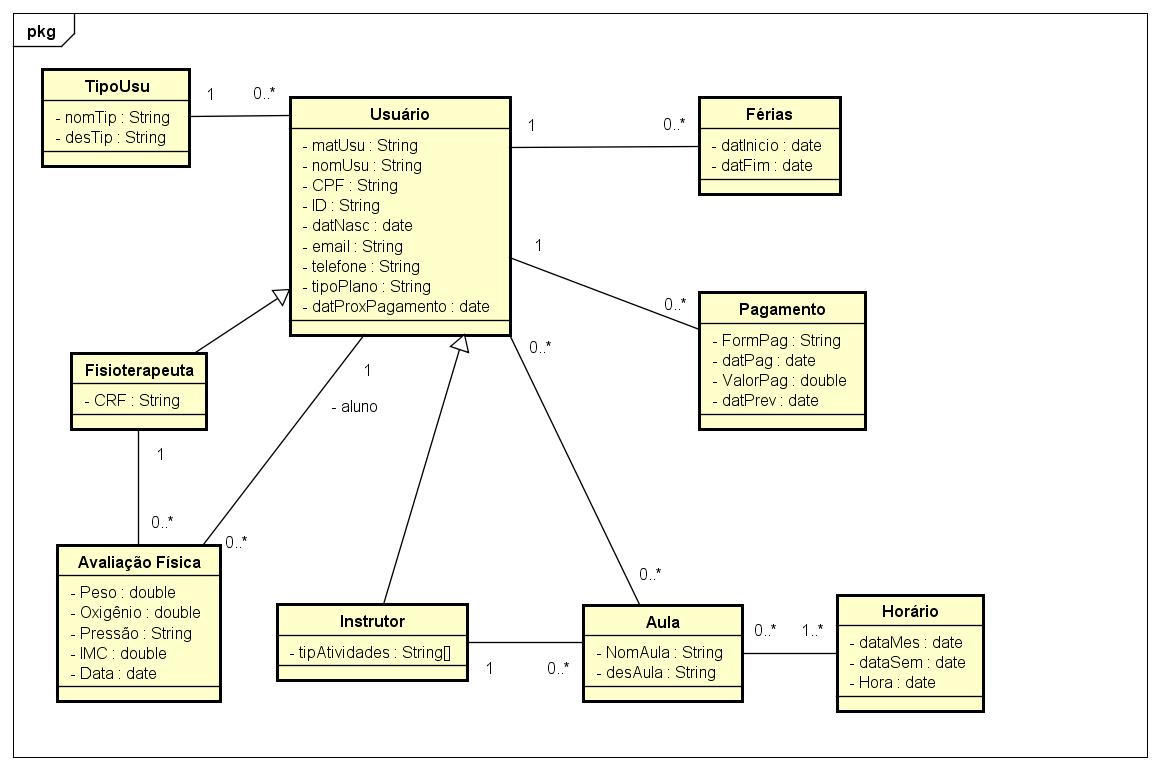 pkg
TipoUsu
- nomTip : String
- desTip : String
1
0..*
Usuário
- matUsu : String
- nomUsu : String
- CPF : String
- ID : String
- datNasc : date
- email : String
- telefone : String
- tipoPlano : String
- datProxPagamento : date
1
0..*
Férias
- datInicio : date
- datFim : date
1
0..*
Pagamento
- FormPag : String
- datPag : date
- ValorPag : double
- datPrev : date
0..*
Fisioterapeuta
- CRF : String
1
- aluno
1
0..*
0..*
Avaliação Física
- Peso : double
- Oxigênio : double
- Pressão : String
- IMC : double
- Data : date
Instrutor
- tipAtividades : String[]
1
0..*
0..*
Aula
- NomAula : String
- desAula : String
0..*
1..*
Horário
- dataMes : date
- dataSem : date
- Hora : date